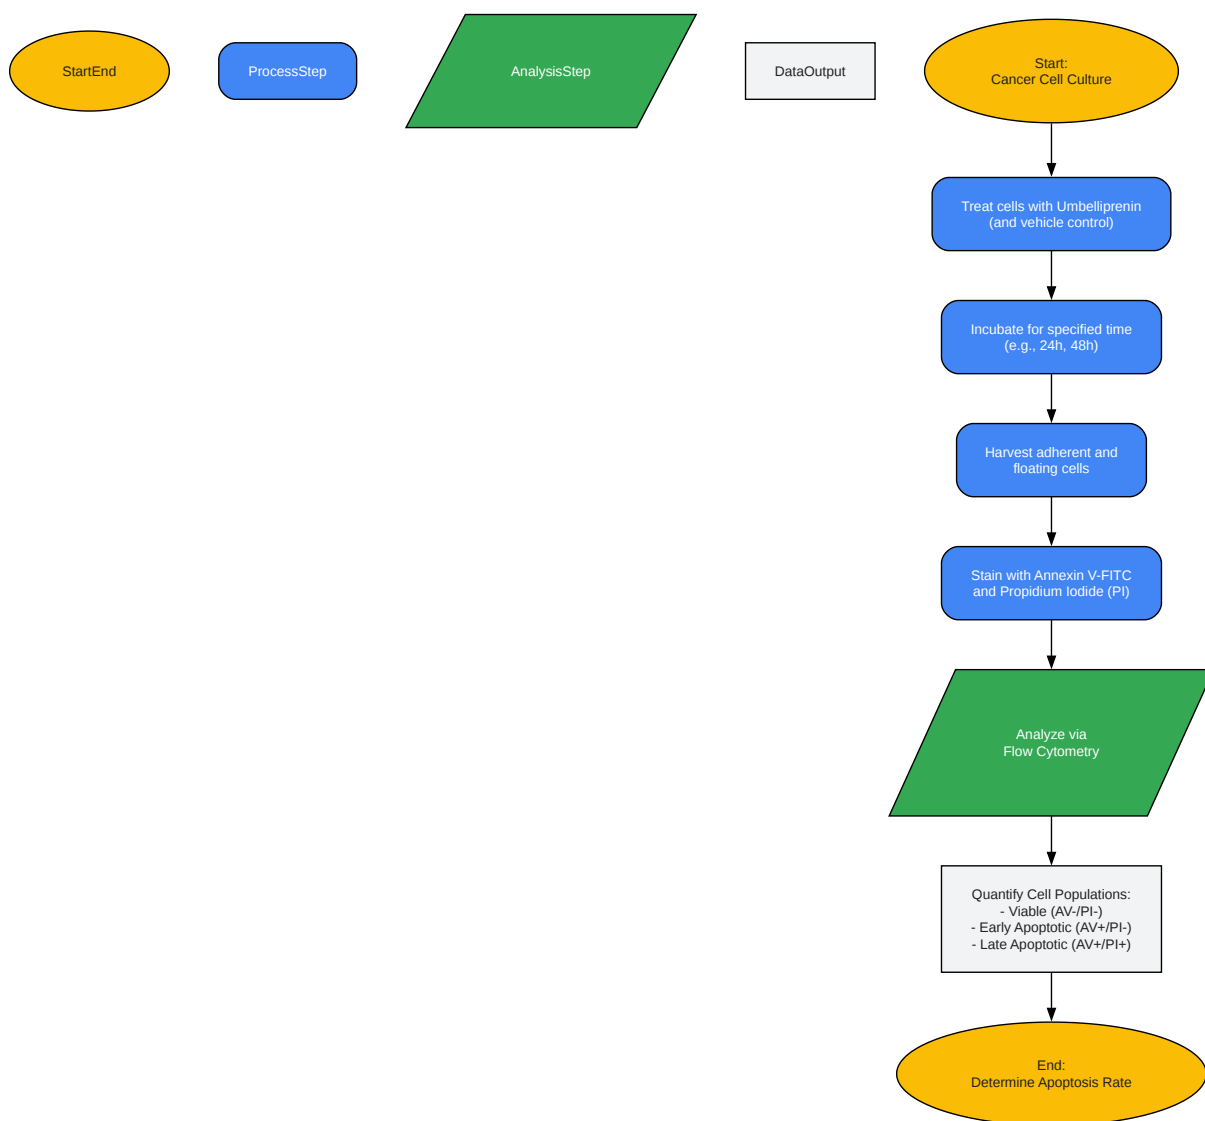 StartEnd
ProcessStep
AnalysisStep
DataOutput
Start:
Cancer Cell Culture
Treat cells with Umbelliprenin
(and vehicle control)
Incubate for specified time
(e.g., 24h, 48h)
Harvest adherent and
floating cells
Stain with Annexin V-FITC
and Propidium Iodide (PI)
Analyze via
Flow Cytometry
Quantify Cell Populations:
- Viable (AV-/PI-)
- Early Apoptotic (AV+/PI-)
- Late Apoptotic (AV+/PI+)
End:
Determine Apoptosis Rate